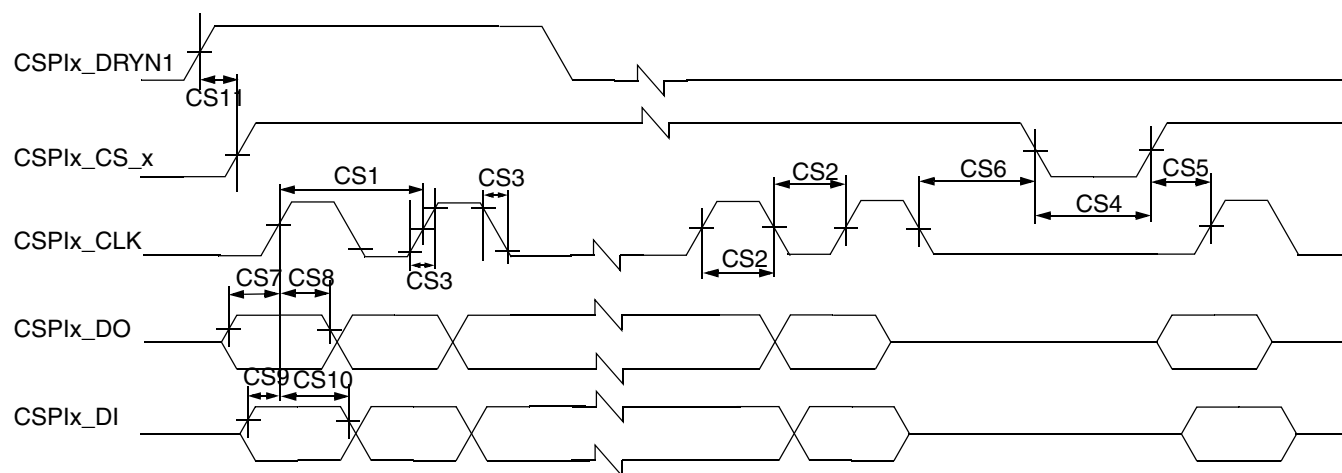 CSPIx_DRYN1
CS11
CSPIx_CS_x
CS1
CS3
CS2
CS6
CS5
CS4
CSPIx_CLK
CS3
CS2
CS7
CS8
CSPIx_DO
CS9
CS10
CSPIx_DI